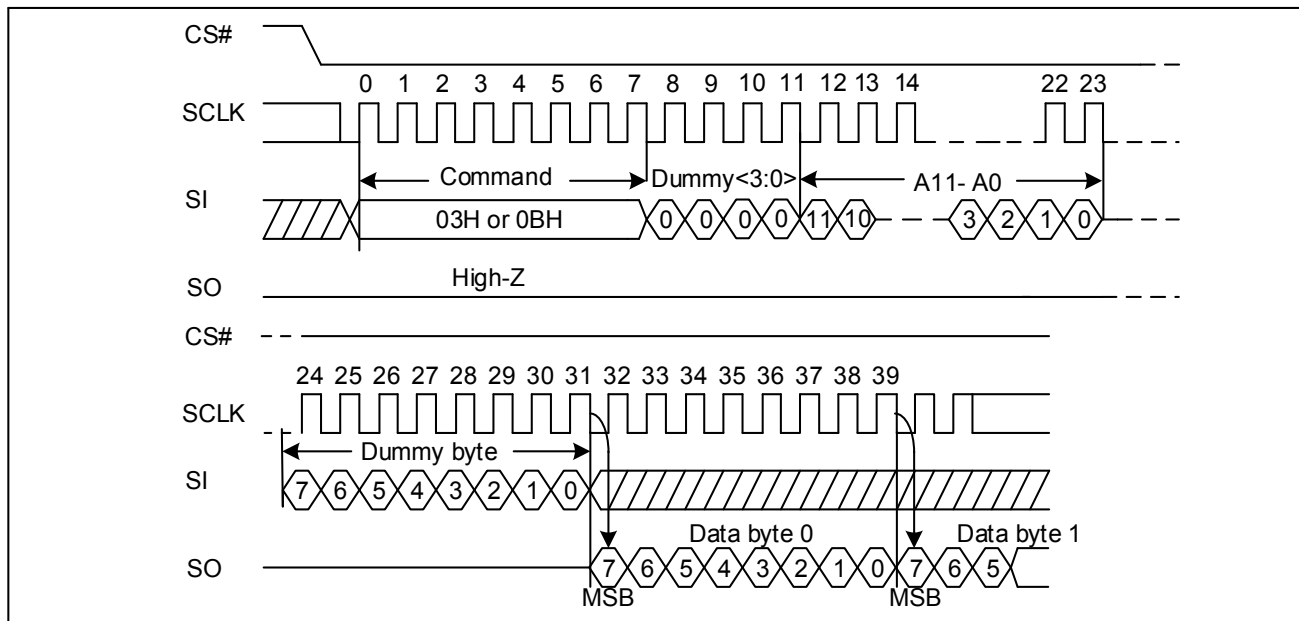 CS#
0 1 2 3 4 5 6 7 8 9 10 11 12 13 14 22 23
SCLK
Command Dummy<3:0> A11- A0
SI
03H or 0BH 0 0 0 0 11 10 3 2 1 0
High-Z
SO
CS#
24 25 26 27 28 29 30 31 32 33 34 35 36 37 38 39
SCLK
Dummy byte
SI
7 6 5 4 3 2 1 0
Data byte 0 Data byte 1
SO
7 6 5 4 3 2 1 0 7 6 5
MSB MSB